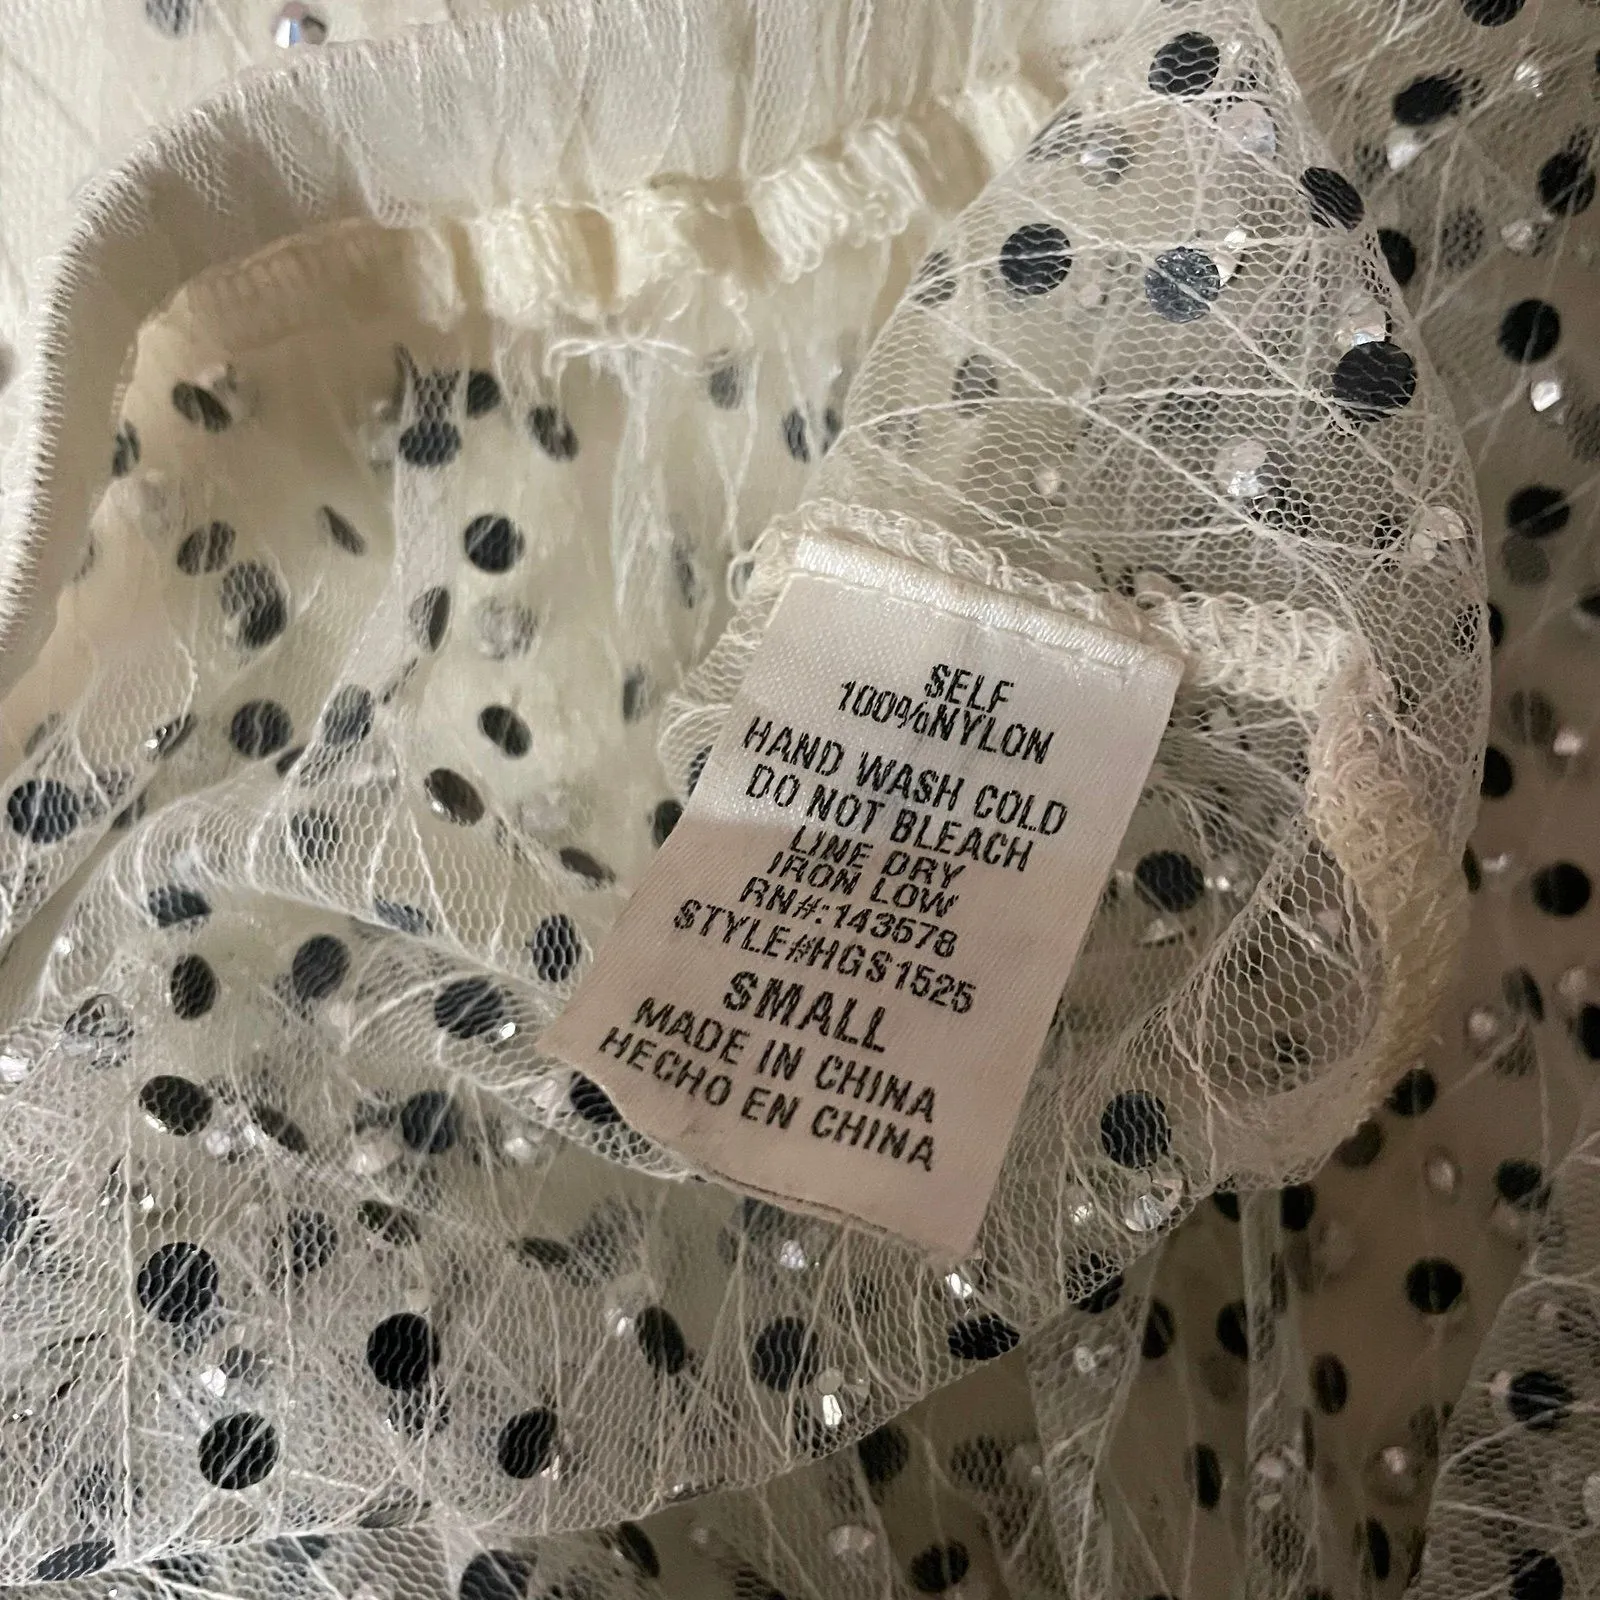 SELF
100%NYLON
HAND WASH COLD
DO NOT BLEACH
LINE DRY
IRON LOW
RN#:143578
STYLE#HGS1525
SMALL
MADE IN CHINA
HECHO EN CHINA